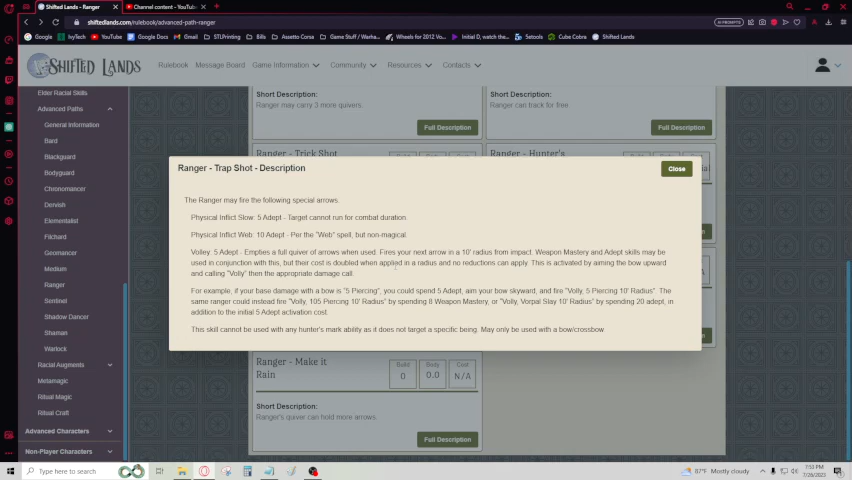 Shifted Lands - Ranger
Channel content - YouTube
shiftedlands.com/rulebook/advanced-path-ranger
AI PROMPTS
Google
IvyTech
YouTube
Google Docs
Gmail
STLPrinting
Bills
Assetto Corsa
Game Stuff / Warha...
Wheels for 2012 Vo...
Initial D, watch the...
5etools
Cube Cobra
Shifted Lands
SHIFTED LANDS
Rulebook
Message Board
Game Information
Community
Resources
Contacts
Elder Racial Skills
Advanced Paths
General Information
Bard
Blackguard
Bodyguard
Chronomancer
Dervish
Elementalist
Filchard
Geomancer
Medium
Ranger
Sentinel
Sky Dancer
Shaman
Warlock
Racial Augments
Metamagic
Ritual Magic
Ritual Craft
Advanced Characters
Non-Player Characters
Short Description:
Ranger may carry 3 more quivers.
Full Description
Short Description:
Ranger can track for free.
Full Description
Ranger - Trick Shot
Ranger - Hunter's
Ranger - Trap Shot - Description
Close
The Ranger may fire the following special arrows.
Physical Inflict Slow: 5 Adept - Target cannot run for combat duration.
Physical Inflict Web: 10 Adept - Per the "Web" spell, but non-magical.
Volley: 5 Adept - Empties a full quiver of arrows when used. Fires your next arrow in a 10' radius from impact. Weapon Mastery and Adept skills may be
used in conjunction with this, but their cost is doubled when applied in a radius and no reductions can apply. This is activated by aiming the bow upward
and calling "Volly" then the appropriate damage call.
For example, if your base damage with a bow is "5 Piercing", you could spend 5 Adept, aim your bow skyward, and fire "Volly, 5 Piercing 10' Radius". The
same ranger could instead fire "Volly, 105 Piercing 10' Radius" by spending 8 Weapon Mastery, or "Volly, Vorpal Slay 10' Radius" by spending 20 adept, in
addition to the initial 5 Adept activation cost.
This skill cannot be used with any hunter's mark ability as it does not target a specific being. May only be used with a bow/crossbow.
Ranger - Make it
Rain
Build
0
Body
0.0
Cost
N/A
Short Description:
Ranger's quiver can hold more arrows.
Full Description
Type here to search
87°F Mostly cloudy
7:53 PM
7/26/2023